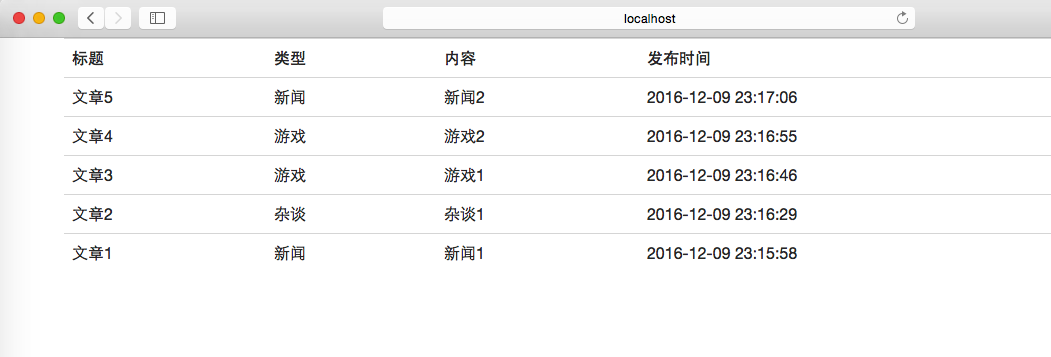 localhost
标题 类型 内容 发布时间
文章5 新闻 新闻2 2016-12-09 23:17:06
文章4 游戏 游戏2 2016-12-09 23:16:55
文章3 游戏 游戏1 2016-12-09 23:16:46
文章2 杂谈 杂谈1 2016-12-09 23:16:29
文章1 新闻 新闻1 2016-12-09 23:15:58